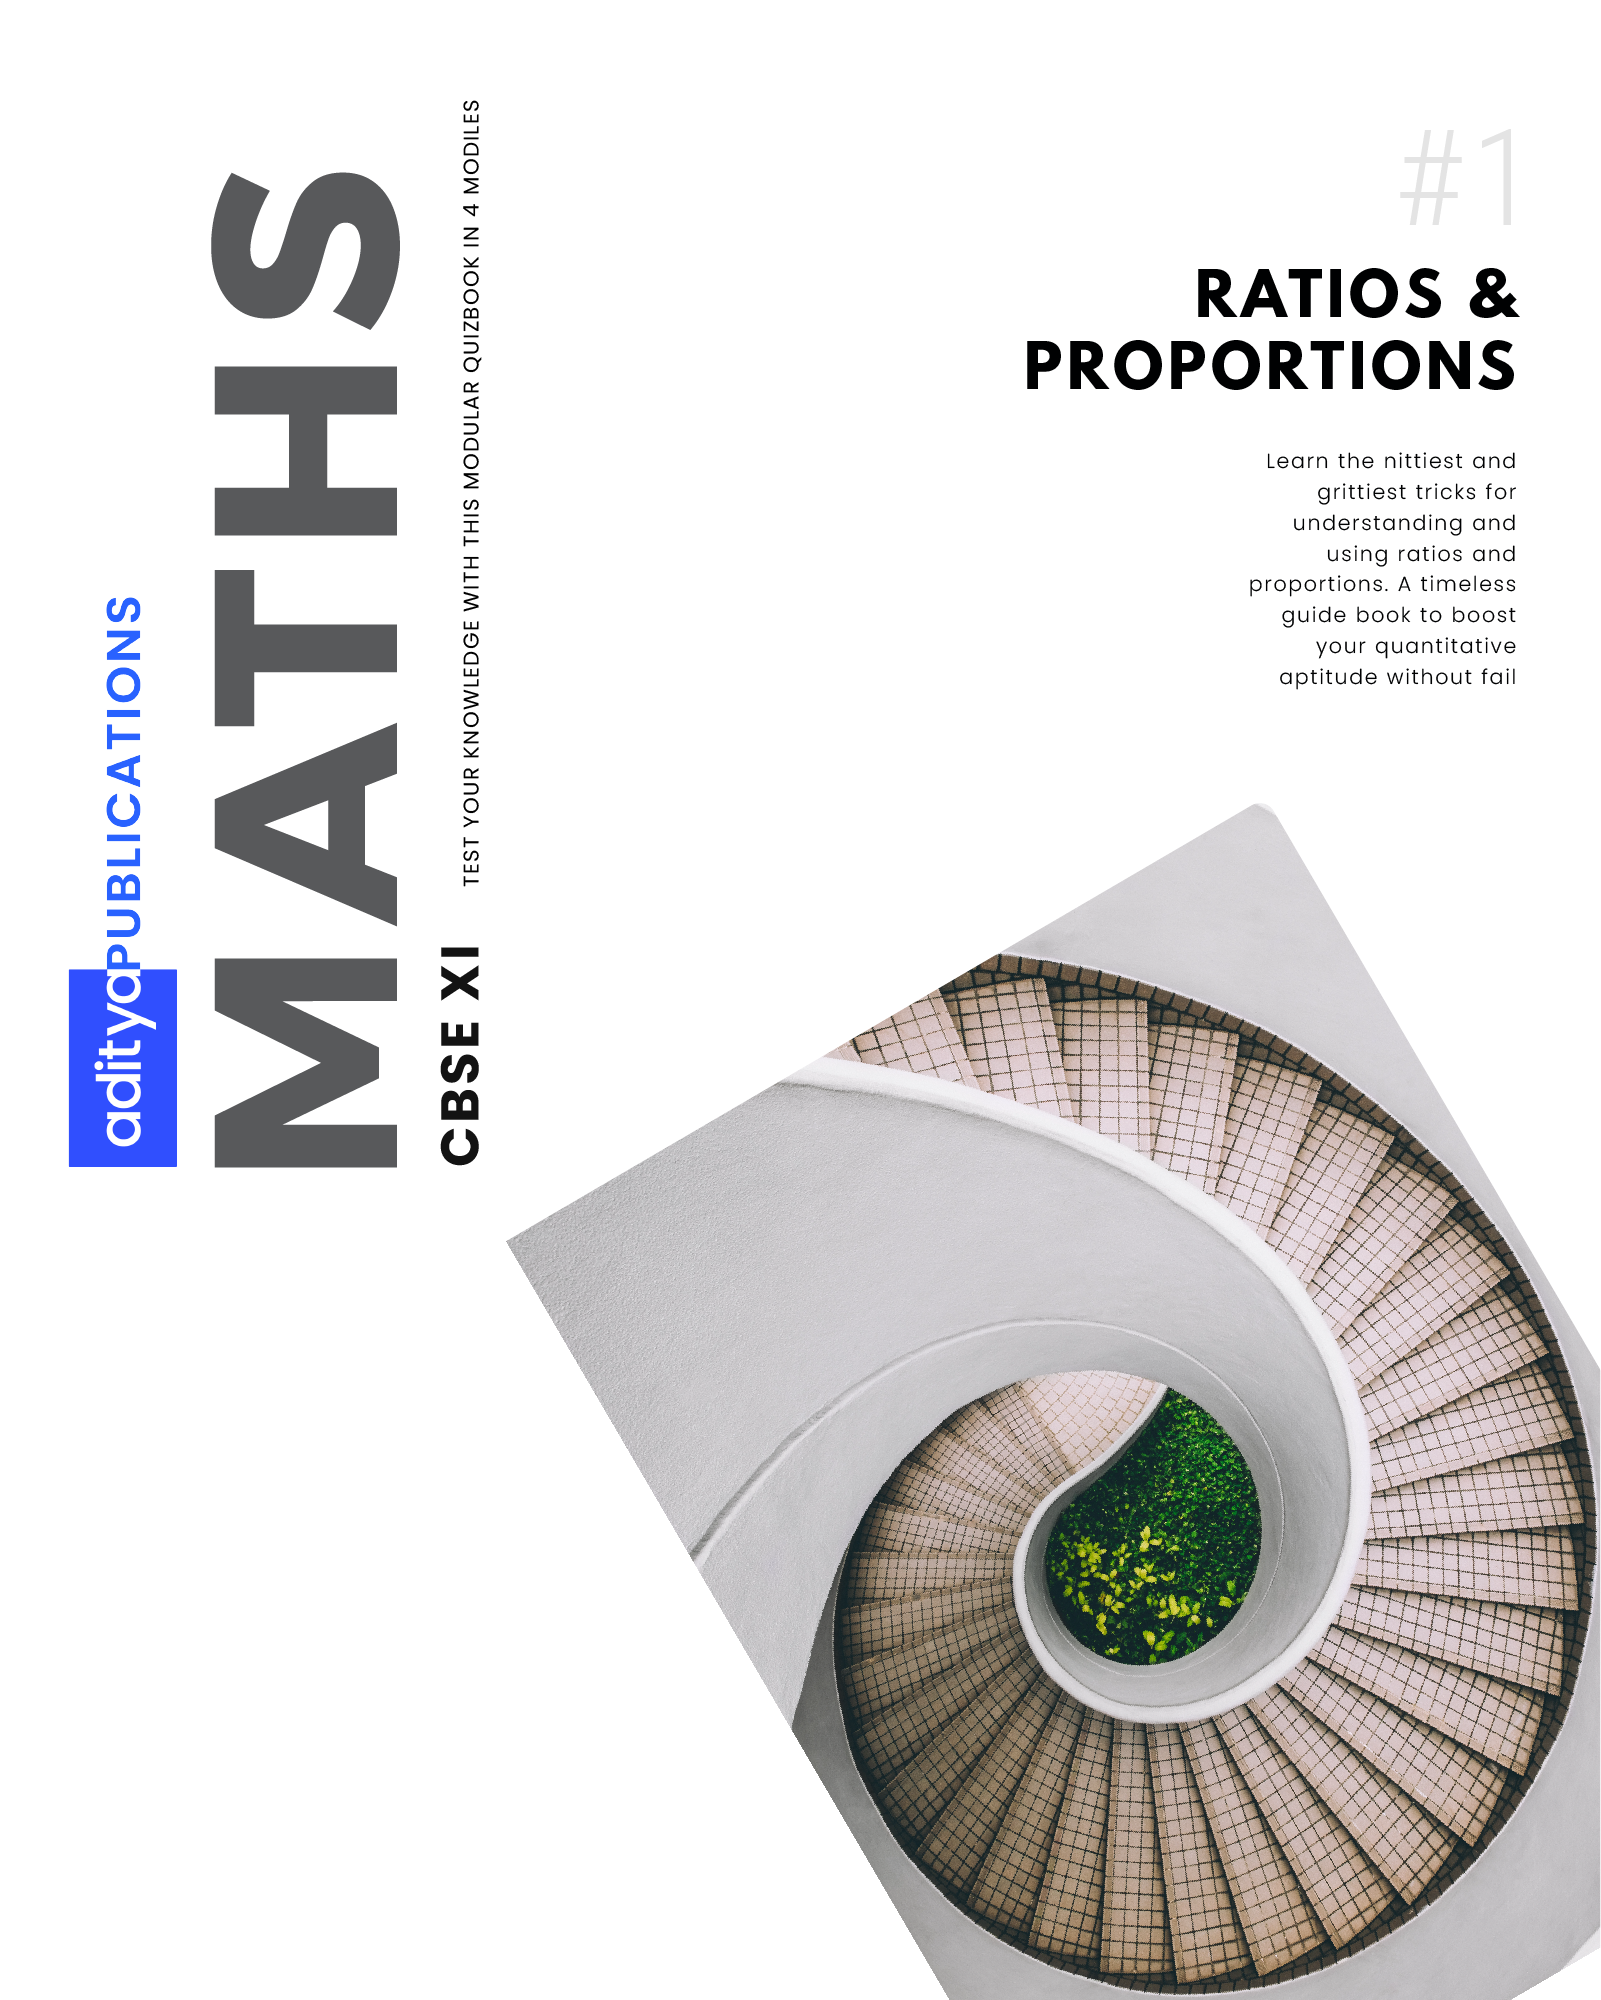 adityaPUBLICATIONS
MATHS
CBSE XI
TEST YOUR KNOWLEDGE WITH THIS MODULAR QUIZBOOK IN 4 MODILES
#1
RATIOS &
PROPORTIONS
Learn the nittiest and
grittiest tricks for
understanding and
using ratios and
proportions. A timeless
guide book to boost
your quantitative
aptitude without fail